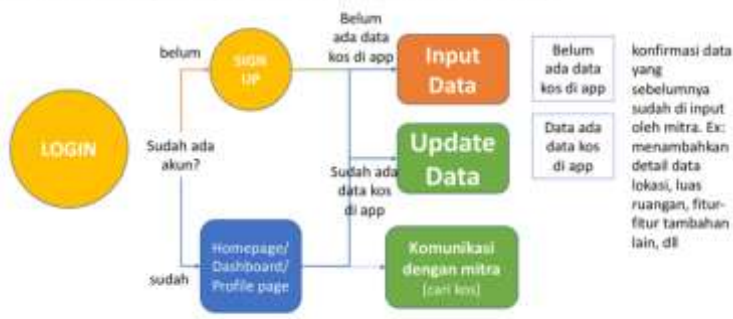 LOGIN
Sudah ada
akun?
belum
SIGN
UP
sudah
Homepage/
Dashboard/
Profile page
Belum
ada data
kos di app
Sudah ada
data kos
di app
Input
Data
Update
Data
Komunikasi
dengan mitra
(cari kos)
Belum
ada data
kos di app
Data ada
data kos
di app
konfirmasi data
yang
sebelumnya
sudah di input
oleh mitra. Ex:
menambahkan
detail data
lokasi, luas
ruangan, fitur-
fitur tambahan
lain, dll